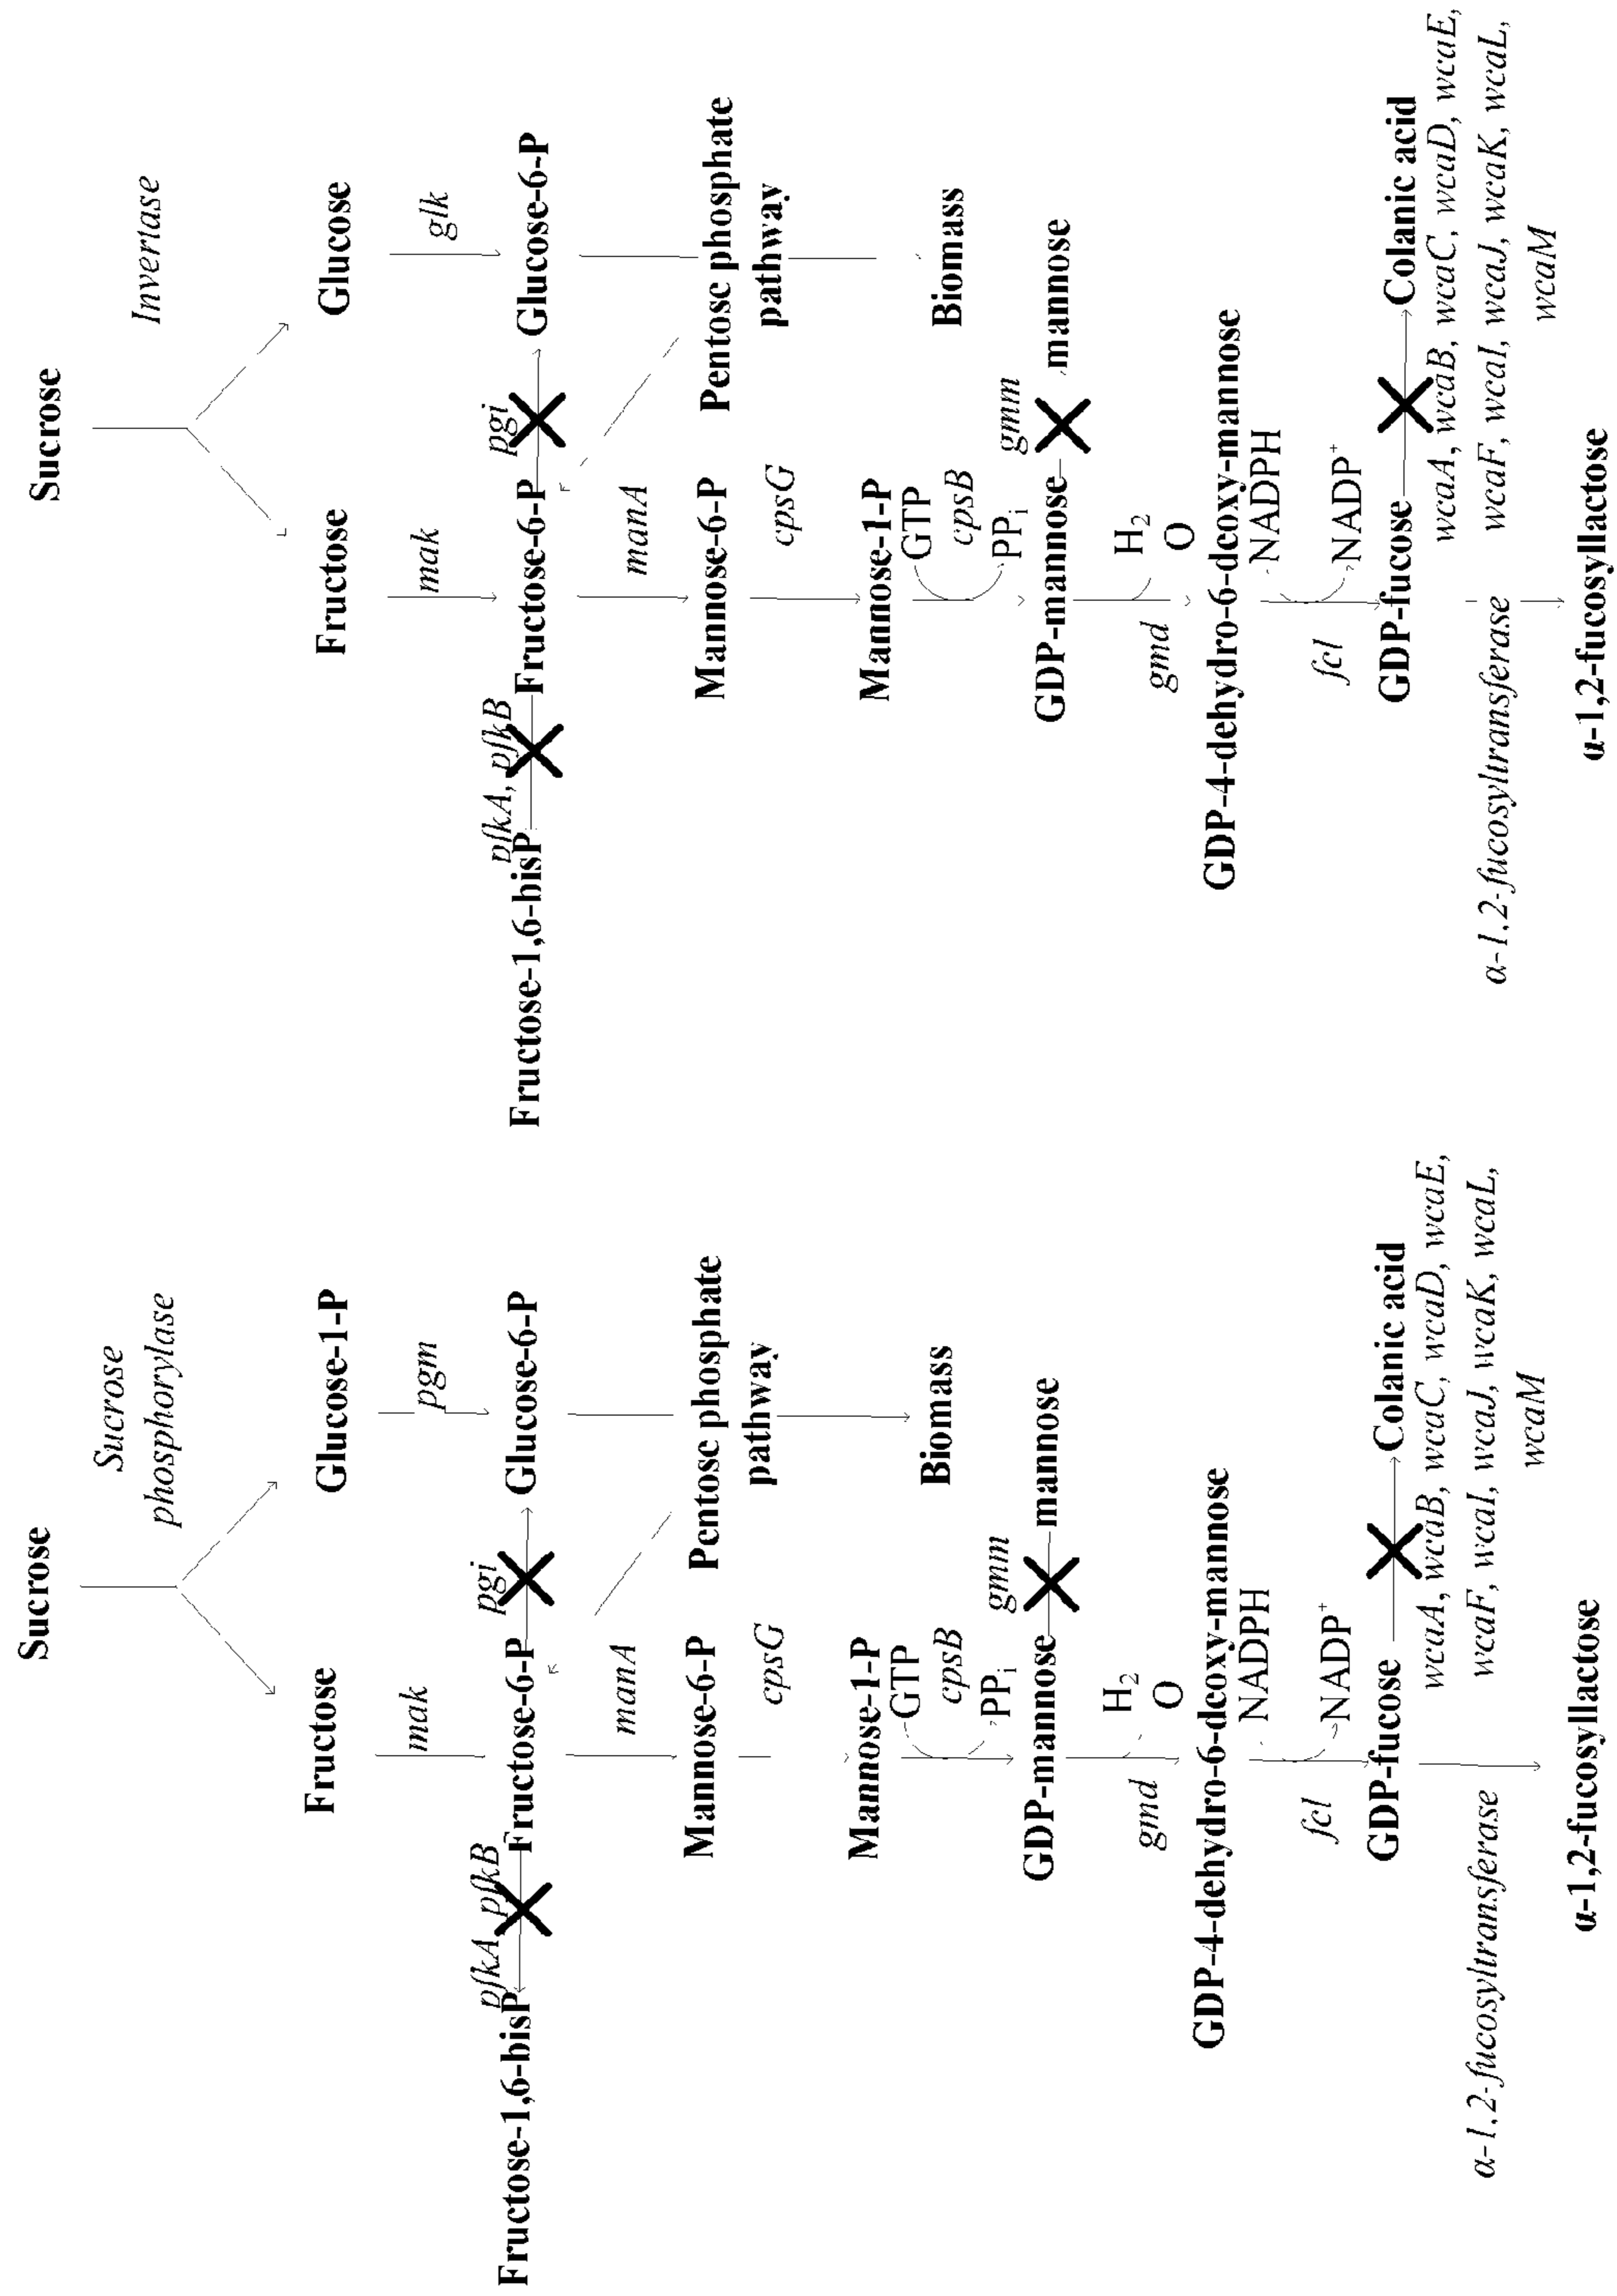 Sucrose
Sucrose
phosphorylase
Fructose
Glucose-1-P
mak
pgm
pfkA, pfkB
pgi
Fructose-1,6-bisP
Fructose-6-P
Glucose-6-P
manA
Mannose-6-P
Pentose phosphate
pathway
cpsG
Mannose-1-P
GTP
cpsB
PPi
Biomass
gmm
GDP-mannose
mannose
gmd
H2
O
GDP-4-dehydro-6-deoxy-mannose
NADPH
fcl
NADP+
GDP-fucose
Colanic acid
wcaA, wcaB, wcaC, wcaD, wcaE,
wcaF, wcaI, wcaJ, wcaK, wcaL,
wcaM
α-1,2-fucosyltransferase
α-1,2-fucosyllactose
Sucrose
Invertase
Fructose
Glucose
mak
glk
pfkA, pfkB
pgi
Fructose-1,6-bisP
Fructose-6-P
Glucose-6-P
manA
Mannose-6-P
Pentose phosphate
pathway
cpsG
Mannose-1-P
GTP
cpsB
PPi
Biomass
gmm
GDP-mannose
mannose
gmd
H2
O
GDP-4-dehydro-6-deoxy-mannose
NADPH
fcl
NADP+
GDP-fucose
Colanic acid
wcaA, wcaB, wcaC, wcaD, wcaE,
wcaF, wcaI, wcaJ, wcaK, wcaL,
wcaM
α-1,2-fucosyltransferase
α-1,2-fucosyllactose